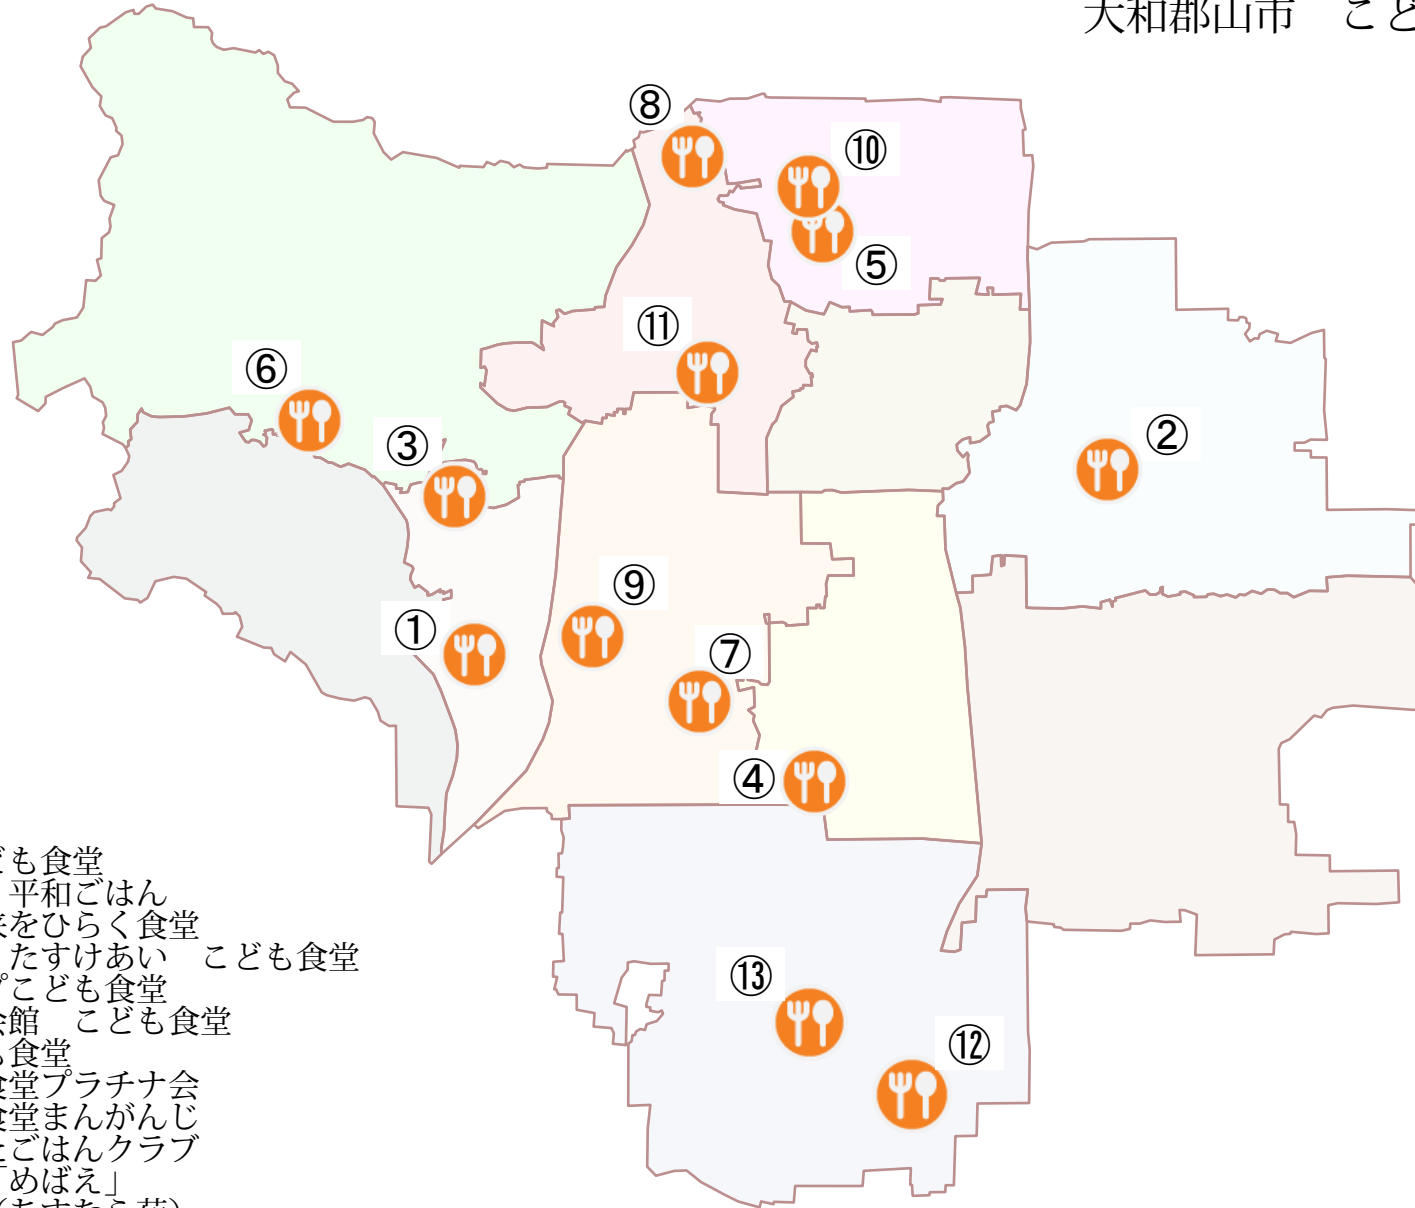 大和郡山市　こど
⑧
⑩
⑤
⑪
⑥
③
②
⑨
①
⑦
④
⑬
⑫
ども食堂
平和ごはん
来をひらく食堂
たすけあい　こども食堂
プこども食堂
会館　こども食堂
も食堂
食堂プラチナ会
食堂まんがんじ
ごはんクラブ
「めばえ」